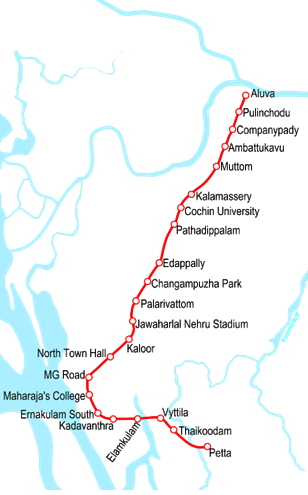 Aluva
Pulinchodu
Companypady
Ambattukavu
Muttom
Kalamassery
Cochin University
Pathadippalam
Edappally
Changampuzha Park
Palarivattom
Jawaharlal Nehru Stadium
Kaloor
North Town Hall
MG Road
Maharaja's College
Ernakulam South
Kadavanthra
Elamkulam
Vyttila
Thaikoodam
Petta